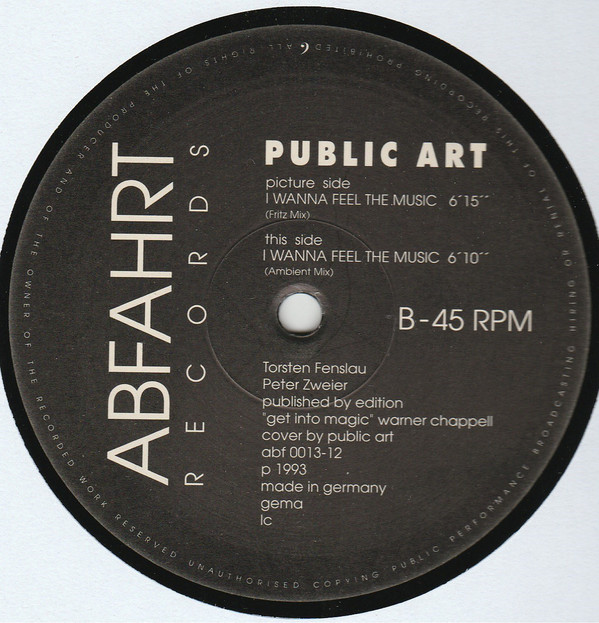 ABFAHRT
RECORDS
PUBLIC ART
picture side
I WANNA FEEL THE MUSIC 6´15´´
(Fritz Mix)
this side
I WANNA FEEL THE MUSIC 6´10´´
(Ambient Mix)
B-45 RPM
Torsten Fenslau
Peter Zweier
published by edition
"get into magic" warner chappell
cover by public art
abf 0013-12
p 1993
made in germany
gema
lc
ALL RIGHTS OF THE PRODUCER AND OF THE OWNER OF THE RECORDED WORK RESERVED UNAUTHORISED COPYING PUBLIC PERFORMANCE BROADCASTING HIRING OR RENTAL OF THIS RECORDING PROHIBITED